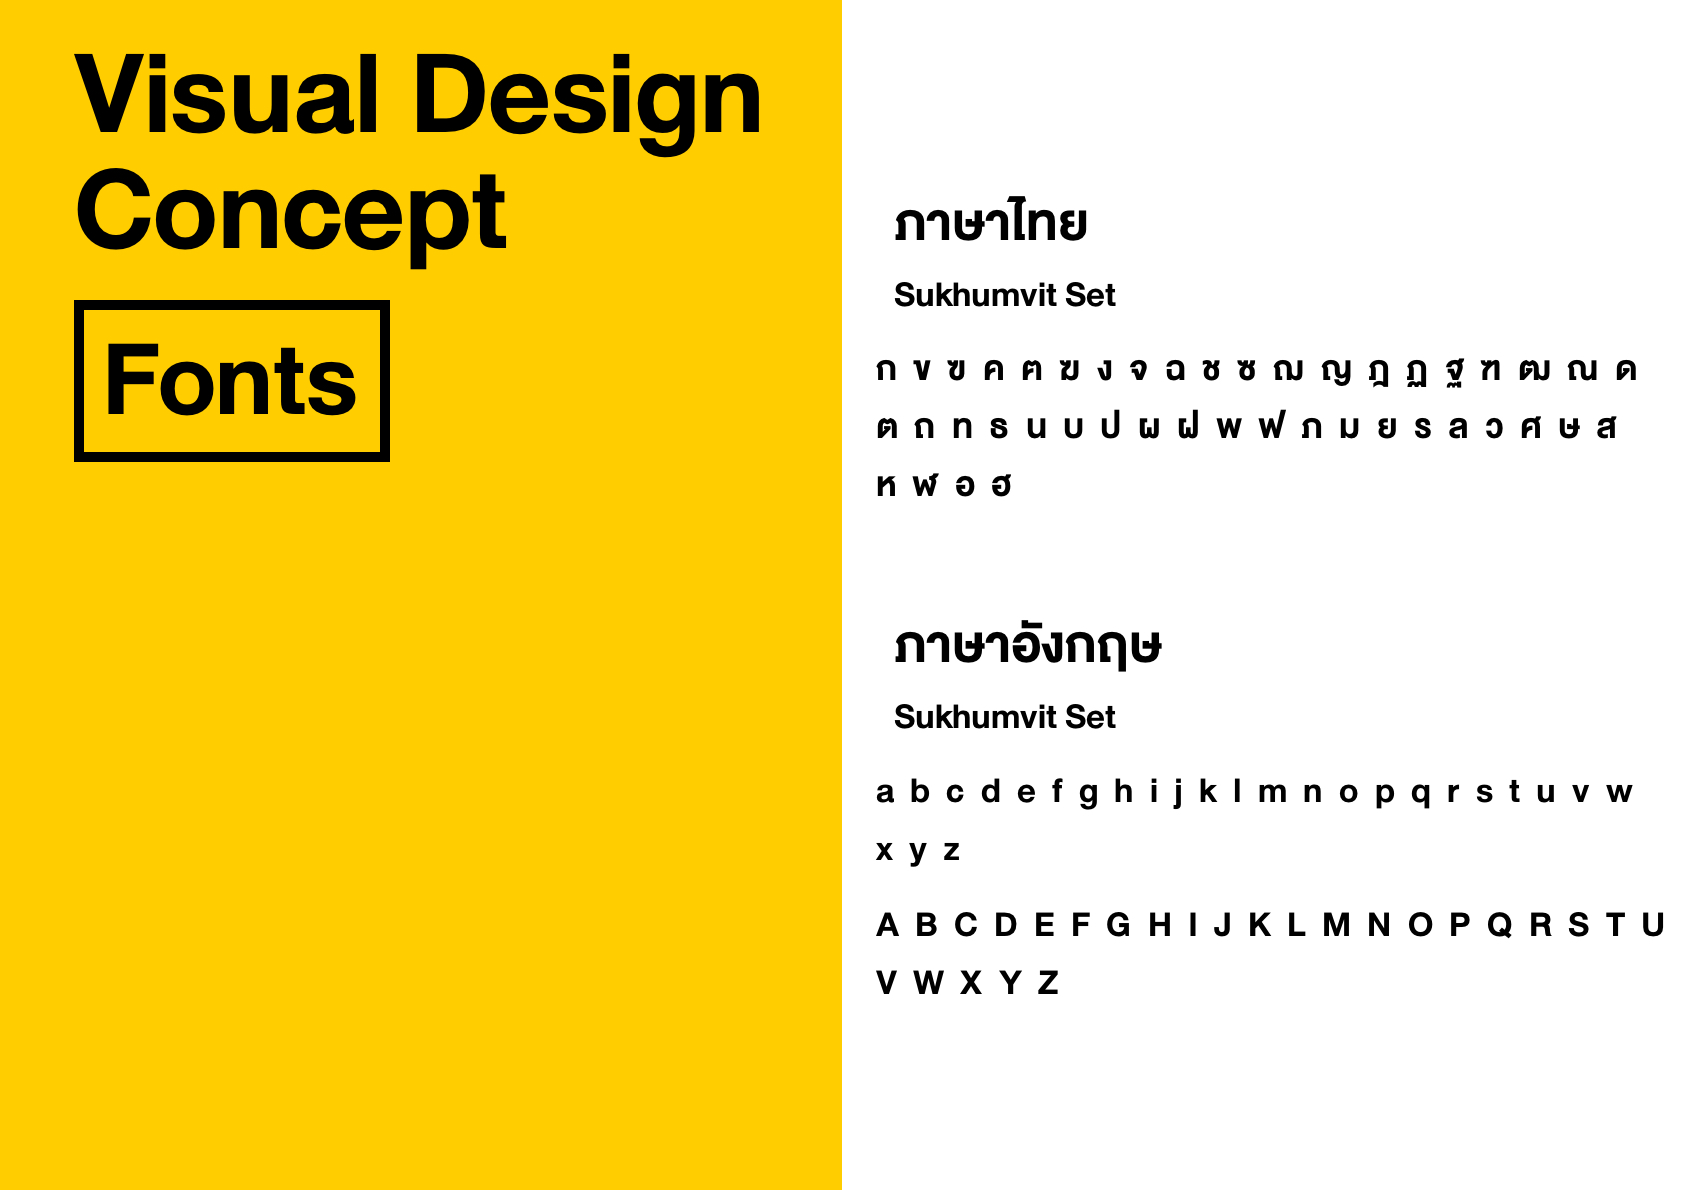 Visual Design
Concept
Fonts
ภาษาไทย
Sukhumvit Set
ก ข ฃ ค ฅ ฆ ง จ ฉ ช ซ ฌ ญ ฎ ฏ ฐ ฑ ฒ ณ ด
ต ถ ท ธ น บ ป ผ ฝ พ ฟ ภ ม ย ร ล ว ศ ษ ส
ห ฬ อ ฮ
ภาษาอังกฤษ
Sukhumvit Set
a b c d e f g h i j k l m n o p q r s t u v w
x y z
A B C D E F G H I J K L M N O P Q R S T U
V W X Y Z